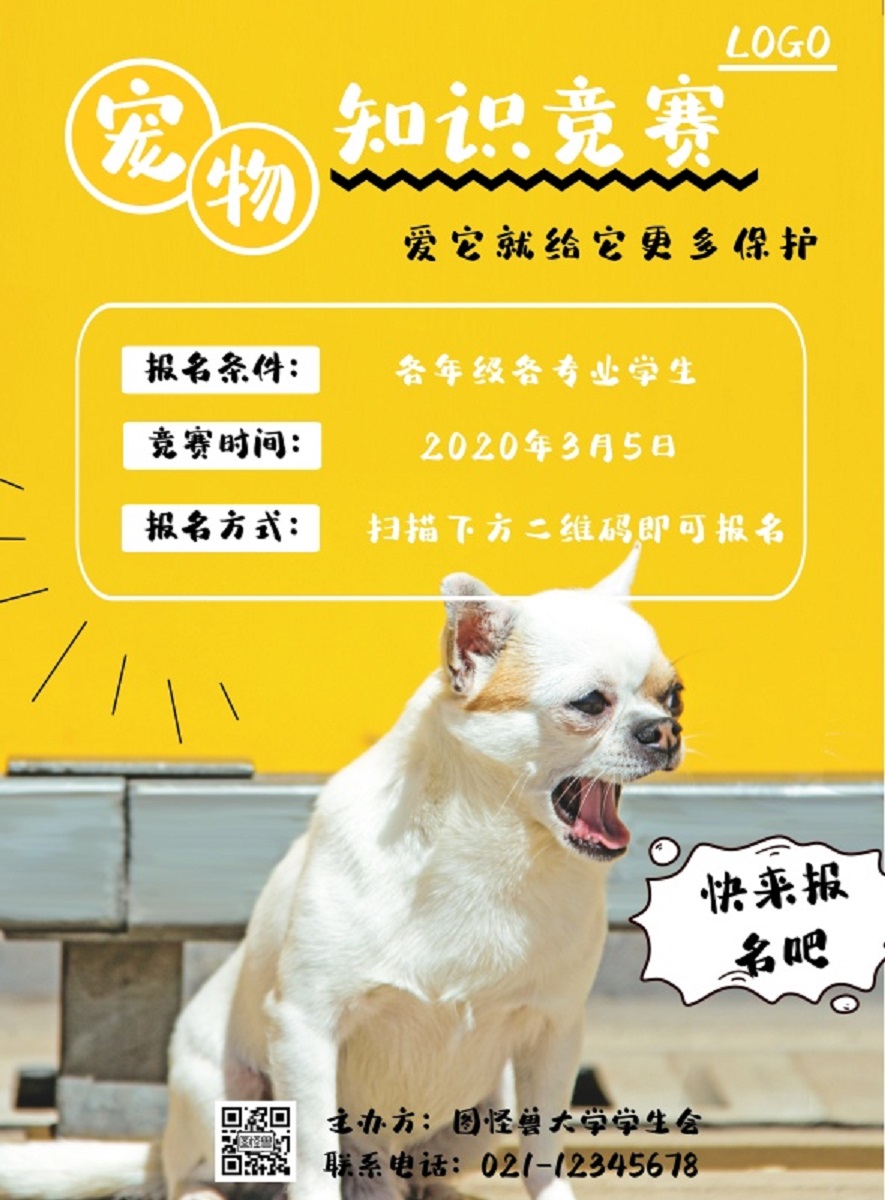 LOGO
宠物
知识竞赛
爱它就给它更多保护
报名条件: 各年级各专业学生
竞赛时间: 2020年3月5日
报名方式: 扫描下方二维码即可报名
快来报
名吧
图怪兽
主办方: 图怪兽大学学生会
联系电话: 021-12345678